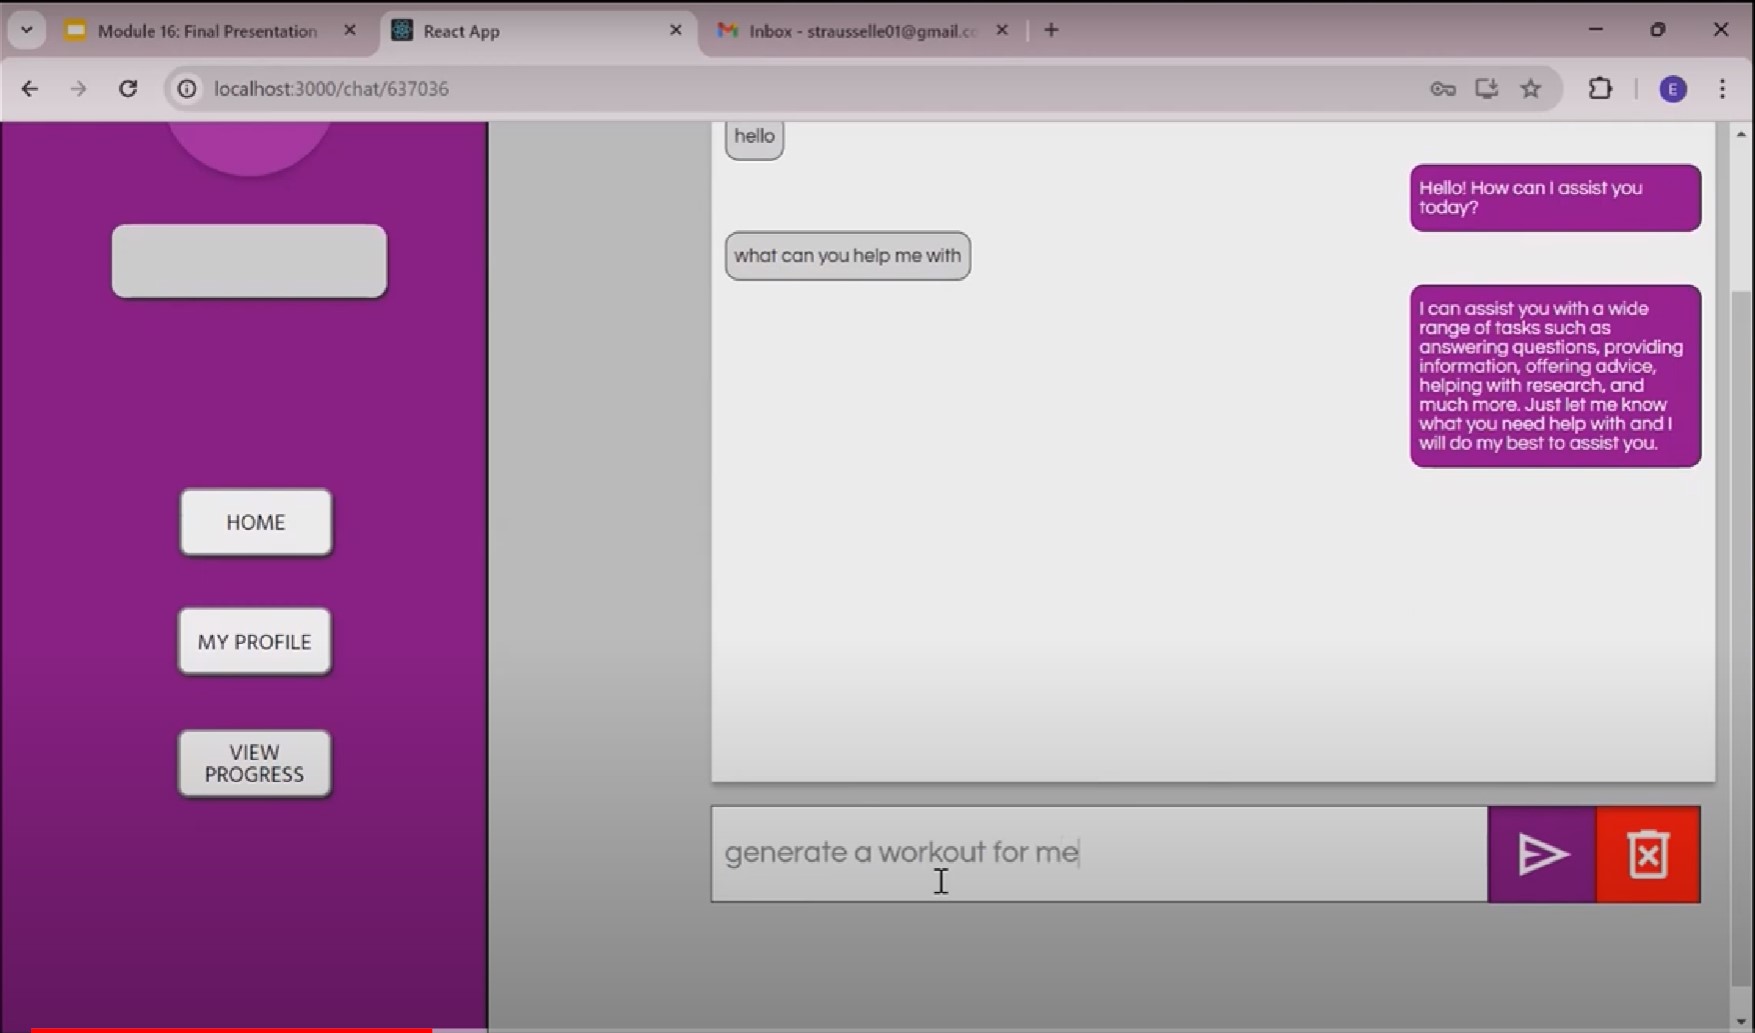 Module 16: Final Presentation
React App
Inbox - strausselle01@gmail.c
localhost:3000/chat/637036
E
hello
Hello! How can I assist you
today?
what can you help me with
I can assist you with a wide
range of tasks such as
answering questions, providing
information, offering advice,
helping with research, and
much more. Just let me know
what you need help with and I
will do my best to assist you.
HOME
MY PROFILE
VIEW
PROGRESS
generate a workout for me